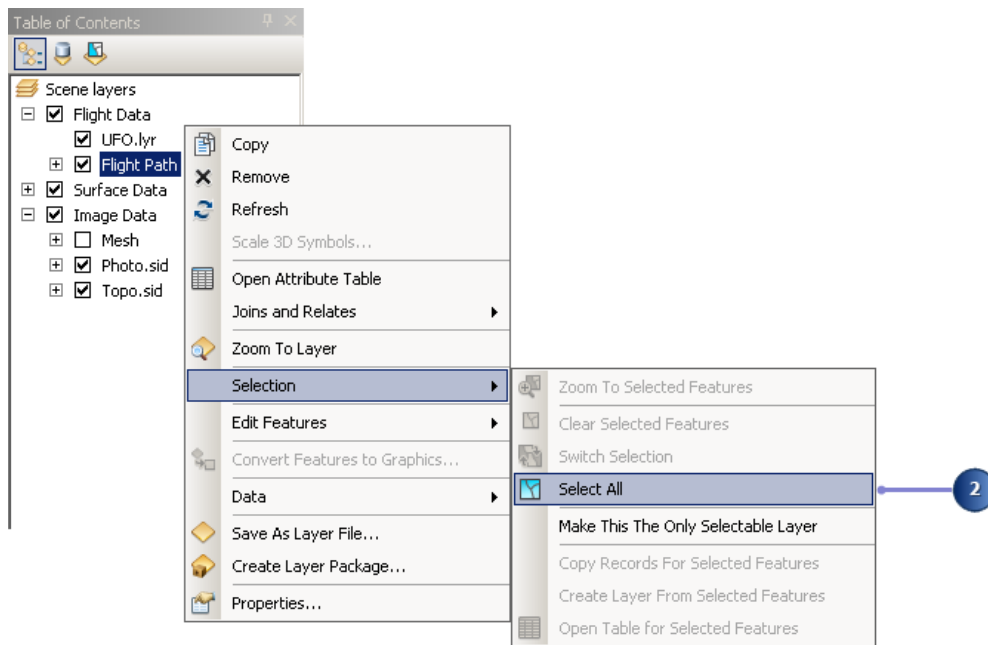 Table of Contents
Scene layers
Flight Data
UFO.lyr
Flight Path
Surface Data
Image Data
Mesh
Photo.sid
Topo.sid
Copy
Remove
Refresh
Scale 3D Symbols...
Open Attribute Table
Joins and Relates
Zoom To Layer
Selection
Edit Features
Convert Features to Graphics...
Data
Save As Layer File...
Create Layer Package...
Properties...
Zoom To Selected Features
Clear Selected Features
Switch Selection
Select All
2
Make This The Only Selectable Layer
Copy Records For Selected Features
Create Layer From Selected Features
Open Table for Selected Features